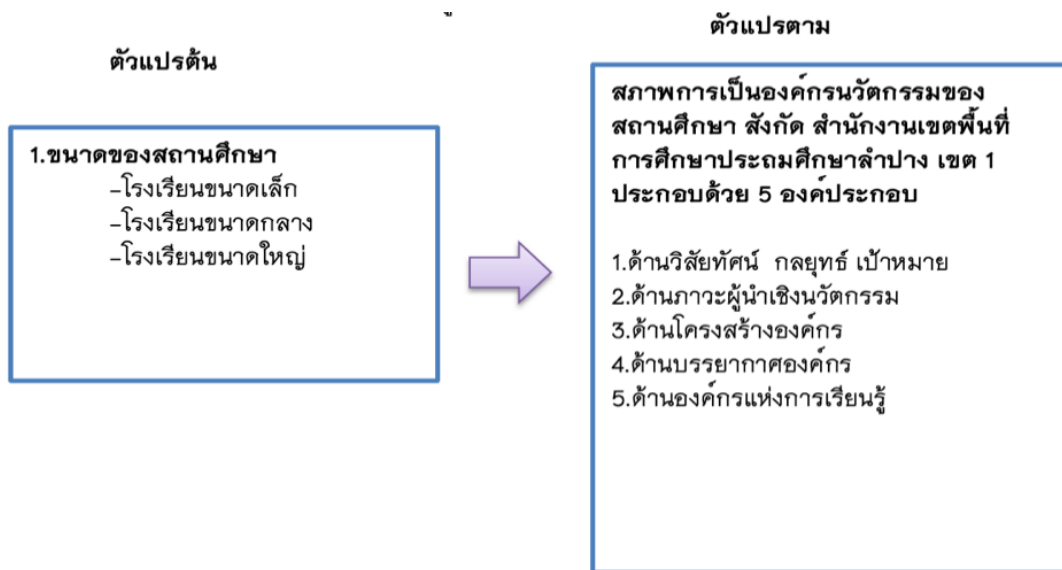 ตัวแปรต้น
1.ขนาดของสถานศึกษา
-โรงเรียนขนาดเล็ก
-โรงเรียนขนาดกลาง
-โรงเรียนขนาดใหญ่
ตัวแปรตาม
สภาพการเป็นองค์กรนวัตกรรมของ
สถานศึกษา สังกัด สำนักงานเขตพื้นที่
การศึกษาประถมศึกษาลำปาง เขต 1
ประกอบด้วย 5 องค์ประกอบ
1.ด้านวิสัยทัศน์ กลยุทธ์ เป้าหมาย
2.ด้านภาวะผู้นำเชิงนวัตกรรม
3.ด้านโครงสร้างองค์กร
4.ด้านบรรยากาศองค์กร
5.ด้านองค์กรแห่งการเรียนรู้